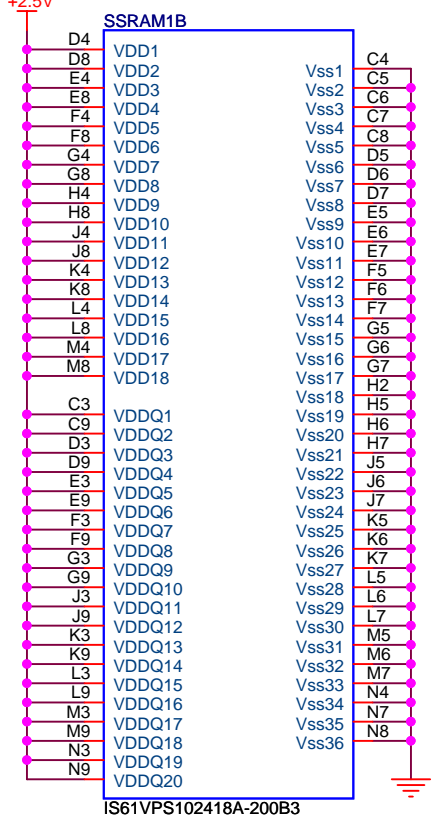 +2.5V
SSRAM1B
D4 VDD1
D8 VDD2
E4 VDD3
E8 VDD4
F4 VDD5
F8 VDD6
G4 VDD7
G8 VDD8
H4 VDD9
H8 VDD10
J4 VDD11
J8 VDD12
K4 VDD13
K8 VDD14
L4 VDD15
L8 VDD16
M4 VDD17
M8 VDD18
C3 VDDQ1
C9 VDDQ2
D3 VDDQ3
D9 VDDQ4
E3 VDDQ5
E9 VDDQ6
F3 VDDQ7
F9 VDDQ8
G3 VDDQ9
G9 VDDQ10
J3 VDDQ11
J9 VDDQ12
K3 VDDQ13
K9 VDDQ14
L3 VDDQ15
L9 VDDQ16
M3 VDDQ17
M9 VDDQ18
N3 VDDQ19
N9 VDDQ20
Vss1 C4
Vss2 C5
Vss3 C6
Vss4 C7
Vss5 C8
Vss6 D5
Vss7 D6
Vss8 D7
Vss9 E5
Vss10 E6
Vss11 E7
Vss12 F5
Vss13 F6
Vss14 F7
Vss15 G5
Vss16 G6
Vss17 G7
Vss18 H2
Vss19 H5
Vss20 H6
Vss21 H7
Vss22 J5
Vss23 J6
Vss24 J7
Vss25 K5
Vss26 K6
Vss27 K7
Vss28 L5
Vss29 L6
Vss30 L7
Vss31 M5
Vss32 M6
Vss33 M7
Vss34 N4
Vss35 N7
Vss36 N8
IS61VPS102418A-200B3